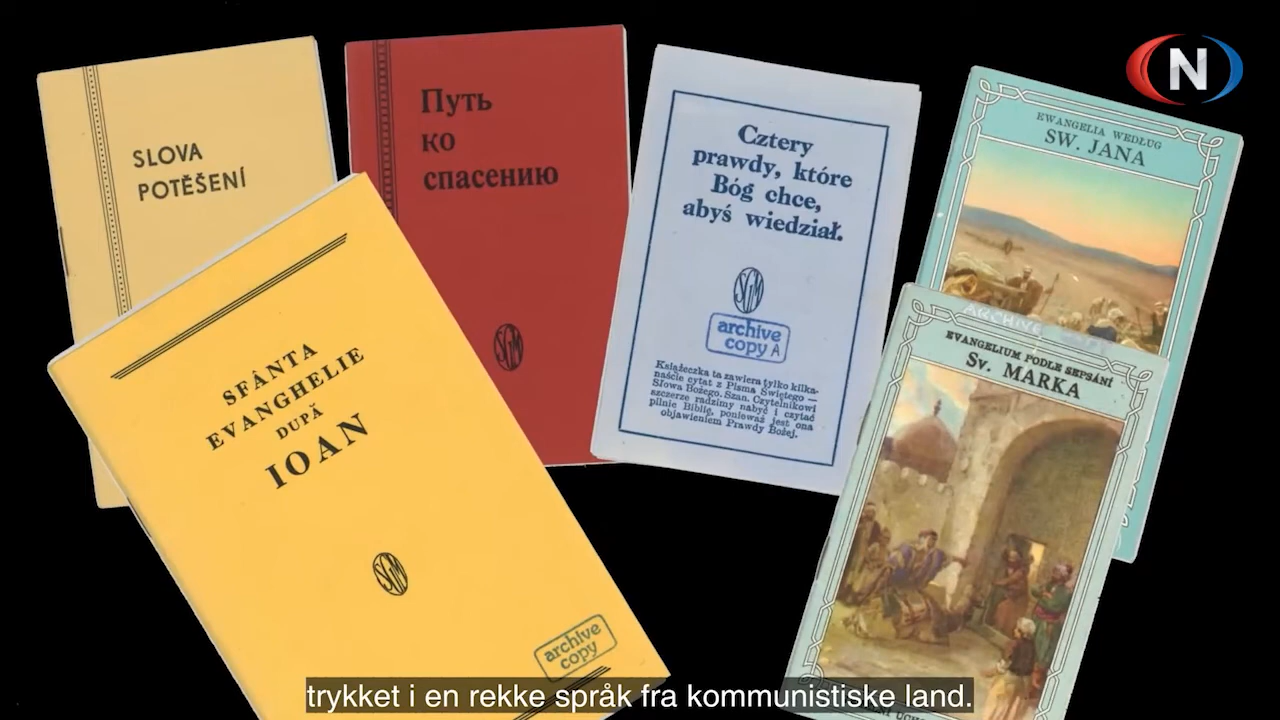 N
SLOVA
POTĚŠENÍ
Путь
ко
спасению
SGM
Cztery
prawdy, które
Bóg chce,
abyś wiedział.
SGM
archive
copy A
Książeczka ta zawiera tylko kilka-
naście cytat z Pisma Świętego —
Słowa Bożego. Szan. Czytelnikowi
szczerze radzimy nabyć i czytać
pilnie Biblię, ponieważ jest ona
objawieniem Prawdy Bożej.
EWANGELIA WEDŁUG
SW. JANA
SFÂNTA
EVANGHELIE
DUPĂ
IOAN
SGM
archive
copy
ARCHIVE
EVANGELIUM PODLE SEPSÁNÍ
Sv. MARKA
trykket i en rekke språk fra kommunistiske land.